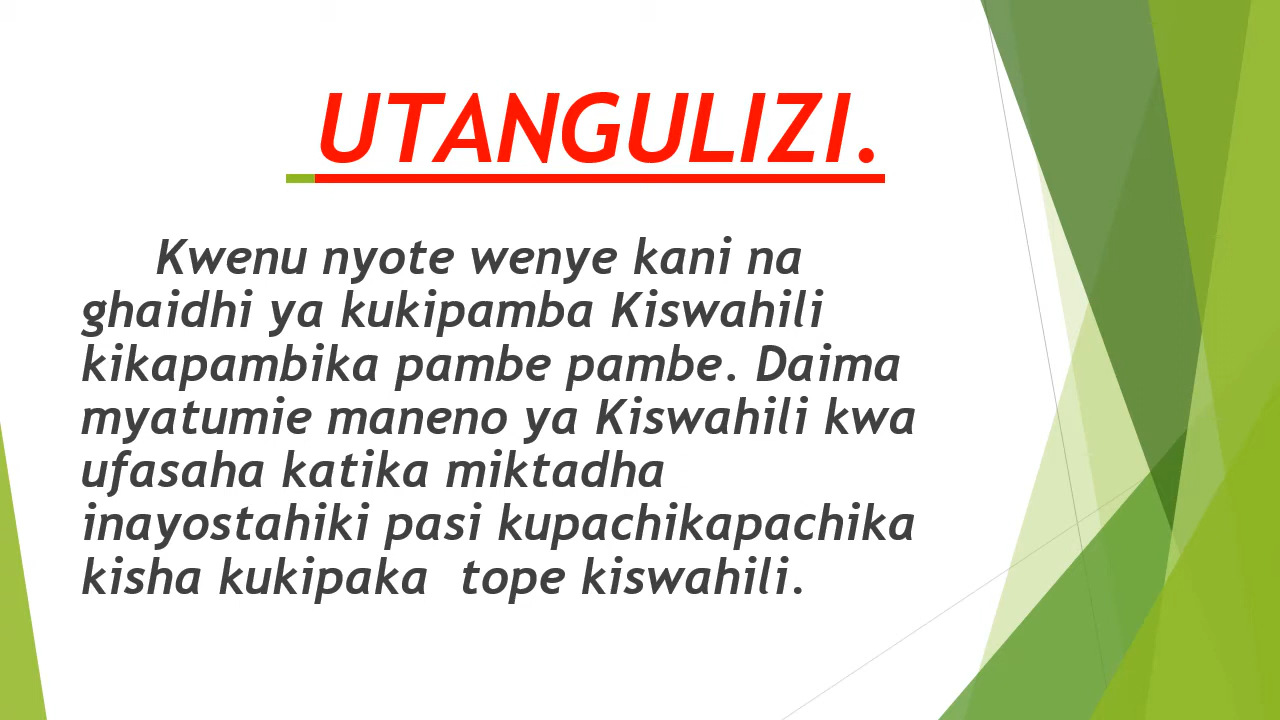 UTANGULIZI.
Kwenu nyote wenye kani na
ghaidhi ya kukipamba Kiswahili
kikapambika pambe pambe. Daima
myatumie maneno ya Kiswahili kwa
ufasaha katika miktadha
inayostahiki pasi kupachikapachika
kisha kukipaka  tope kiswahili.